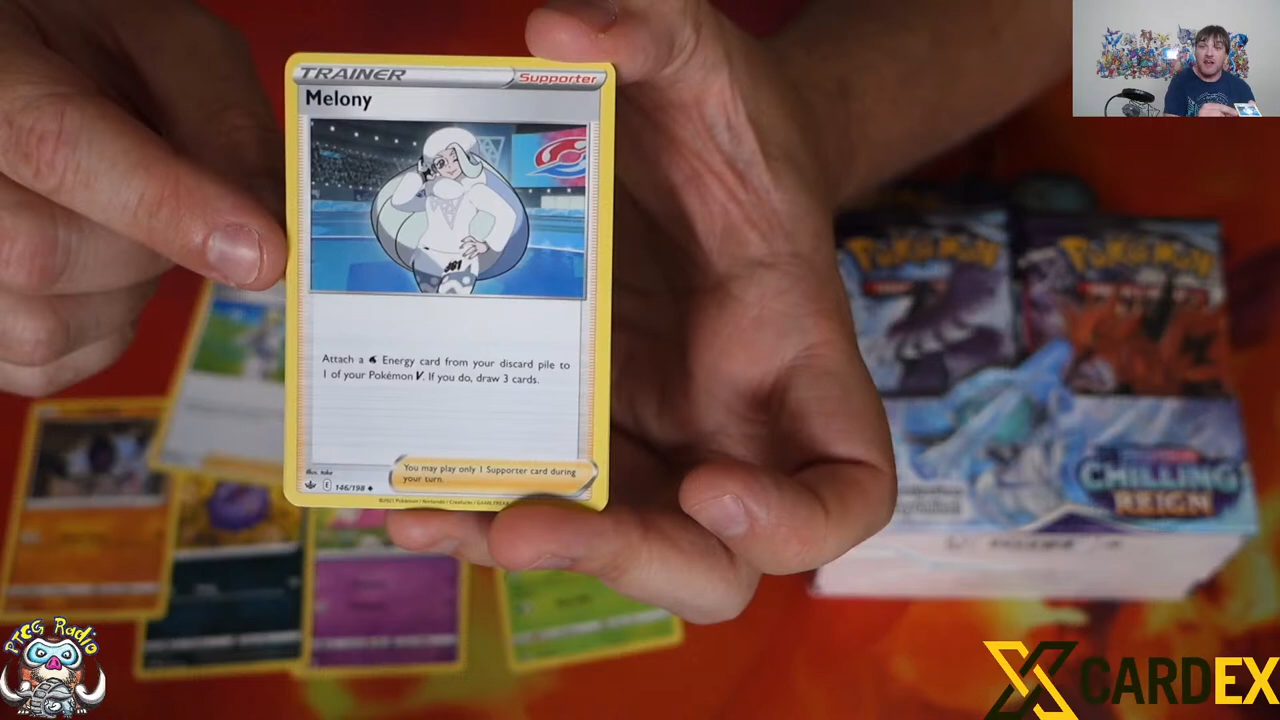 TRAINER
Supporter
Melony
Attach a Energy card from your discard pile to
1 of your Pokémon V. If you do, draw 3 cards.
You may play only 1 Supporter card during
your turn.
146/198
Pokémon
Pokémon
CHILLING
REIGN
PTCG Radio
X
CARDEX